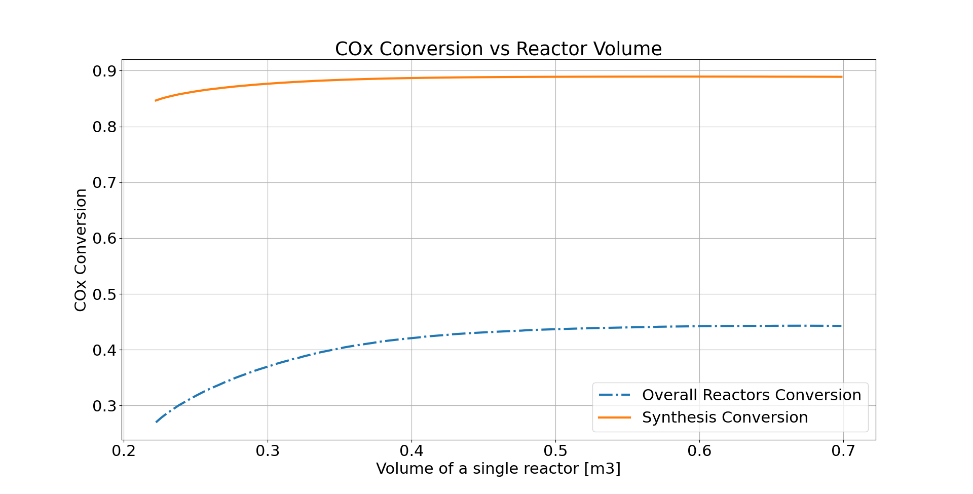 COx Conversion vs Reactor Volume
0.9
0.8
0.7
0.6
0.5
0.4
0.3
COx Conversion
Overall Reactors Conversion
Synthesis Conversion
0.2 0.3 0.4 0.5 0.6 0.7
Volume of a single reactor [m3]